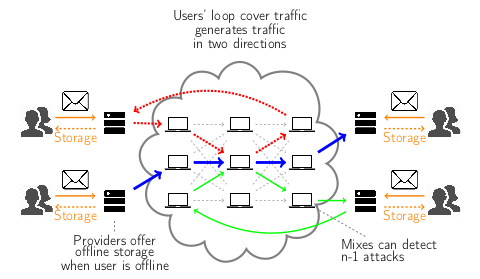 Users' loop cover traffic
generates traffic
in two directions
Storage
Storage
Storage
Storage
Providers offer
offline storage
when user is offline
Mixes can detect
n-1 attacks